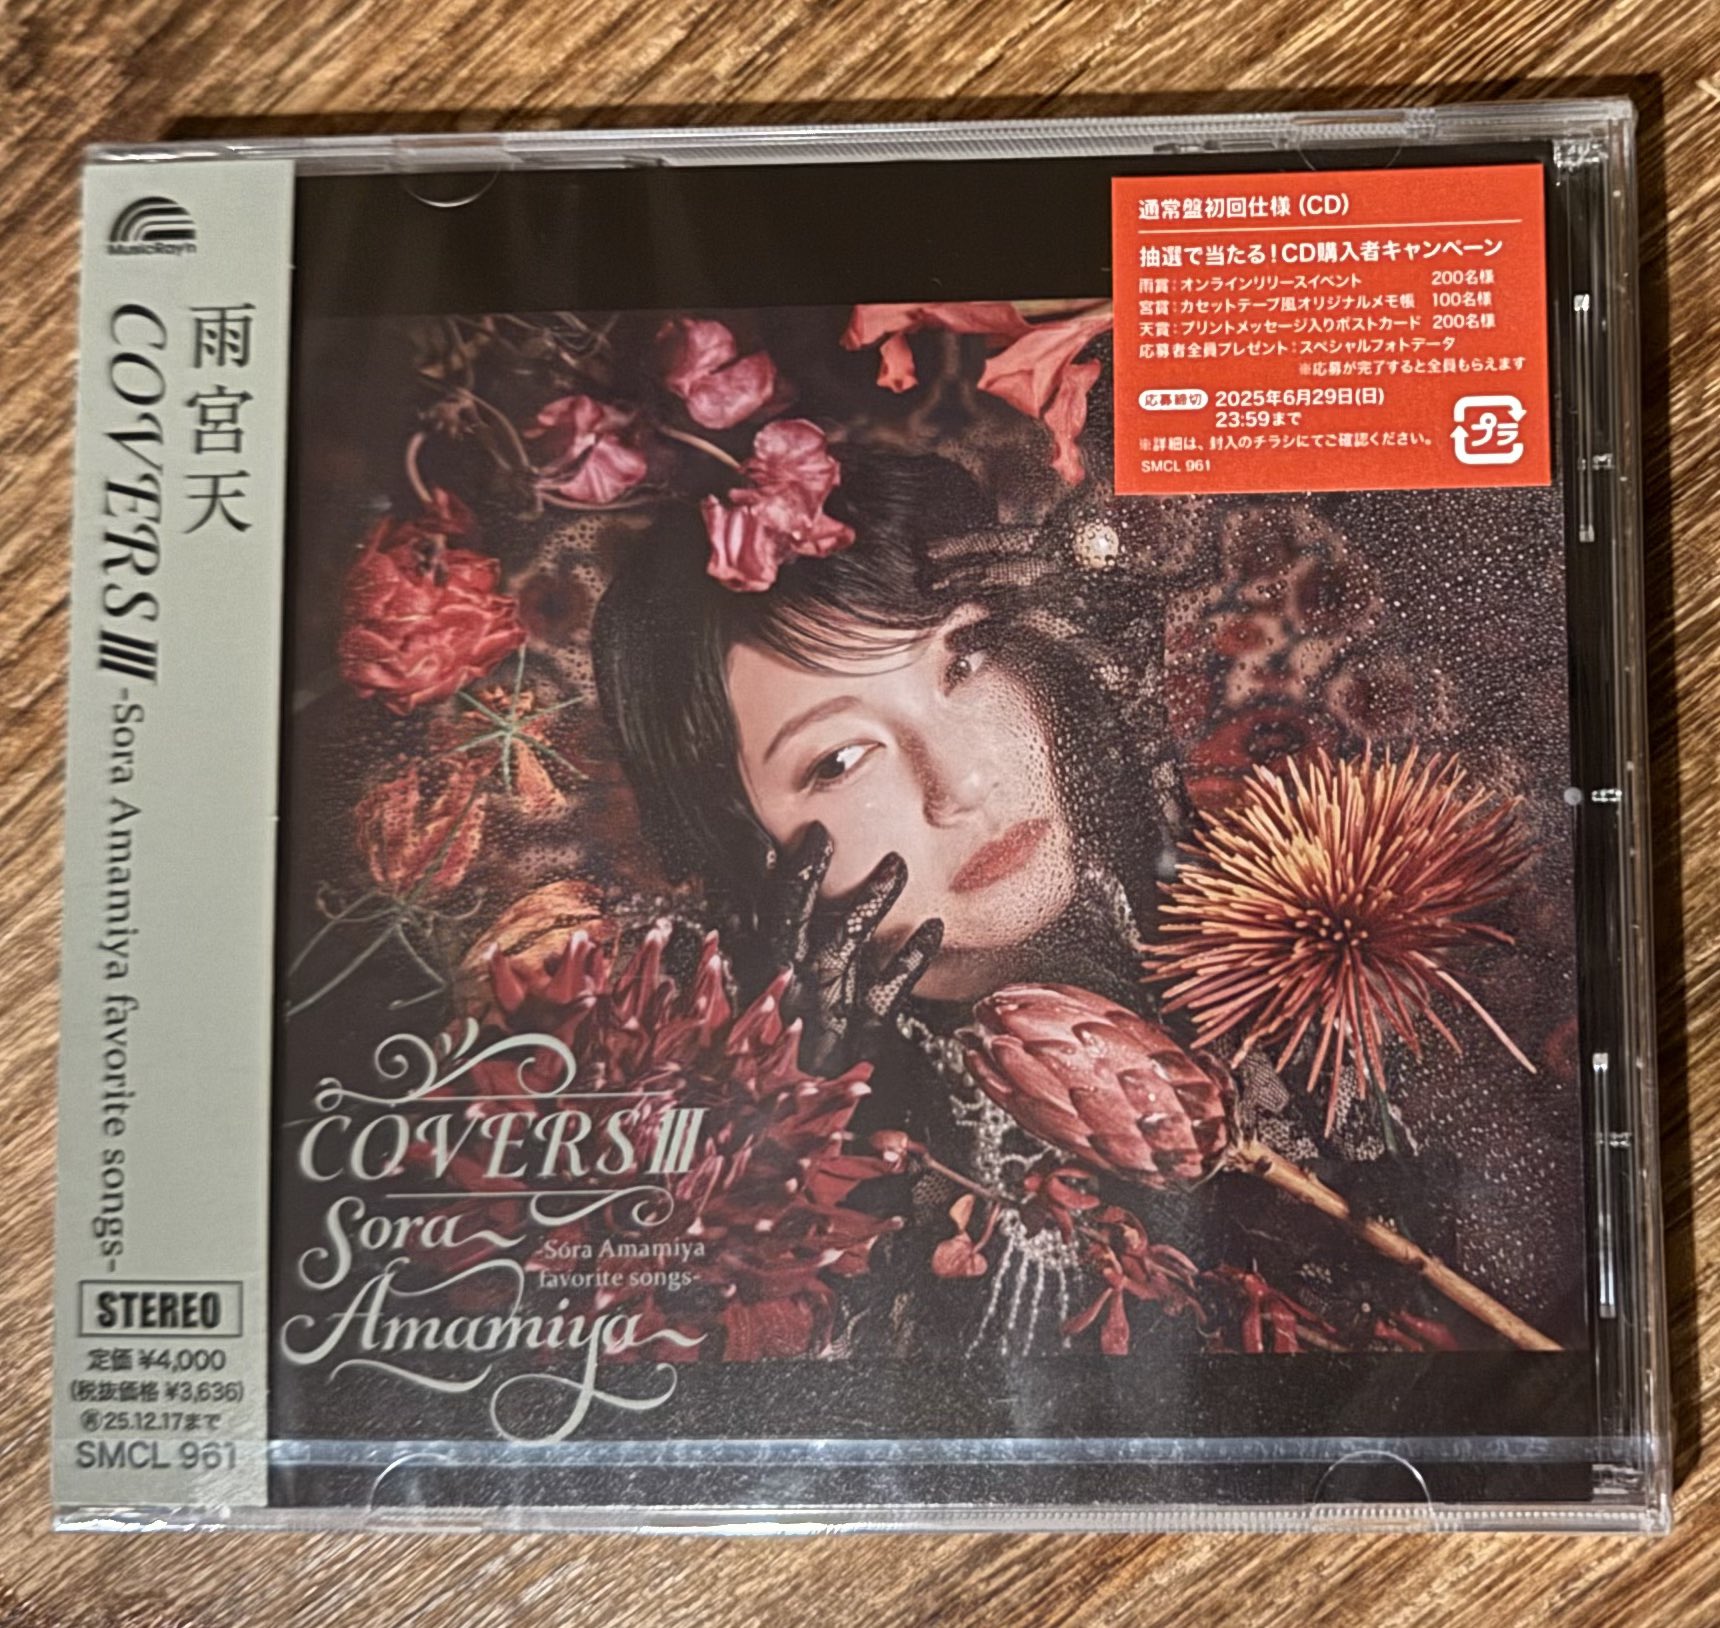 MusicRay'n
雨宮天
COVERS III -Sora Amamiya favorite songs-
STEREO
定価 ¥4,000
(税抜価格 ¥3,636)
25.12.17まで
SMCL 961
通常盤初回仕様 (CD)
抽選で当たる！CD購入者キャンペーン
雨賞：オンラインリリースイベント 200名様
宮賞：カセットテープ風オリジナルメモ帳 100名様
天賞：プリントメッセージ入りポストカード 200名様
応募者全員プレゼント：スペシャルフォトデータ
※応募が完了すると全員もらえます
応募締切 2025年6月29日(日)
23:59まで
※詳細は、封入のチラシにてご確認ください。
SMCL 961
プラ
COVERS III
Sora
-Sora Amamiya
favorite songs-
Amamiya